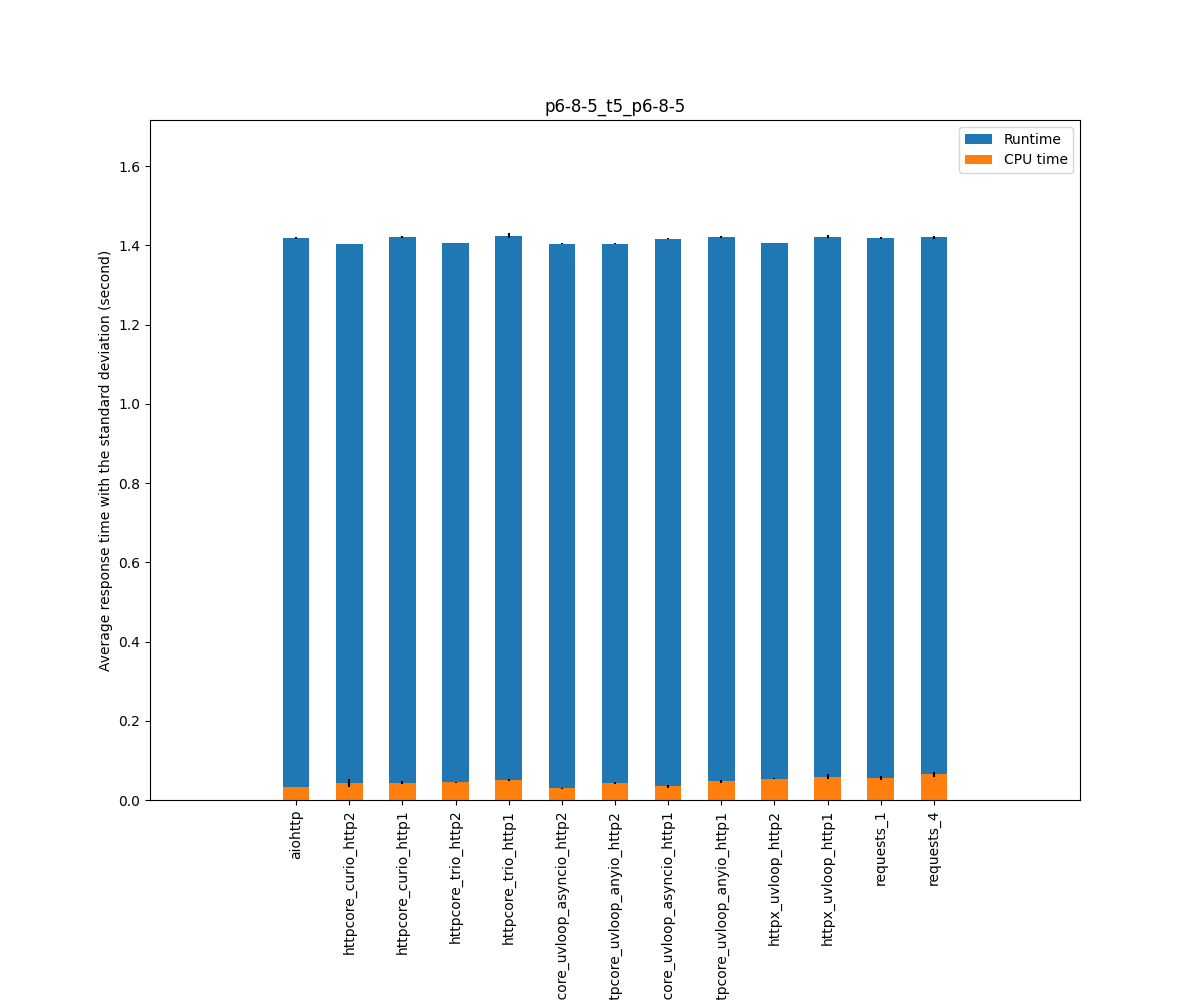 p6-8-5_t5_p6-8-5
Runtime
CPU time
Average response time with the standard deviation (second)
1.6
1.4
1.2
1.0
0.8
0.6
0.4
0.2
0.0
aiohttp
httpcore_curio_http2
httpcore_curio_http1
httpcore_trio_http2
httpcore_trio_http1
core_uvloop_asyncio_http2
tpcore_uvloop_anyio_http2
core_uvloop_asyncio_http1
tpcore_uvloop_anyio_http1
httpx_uvloop_http2
httpx_uvloop_http1
requests_1
requests_4